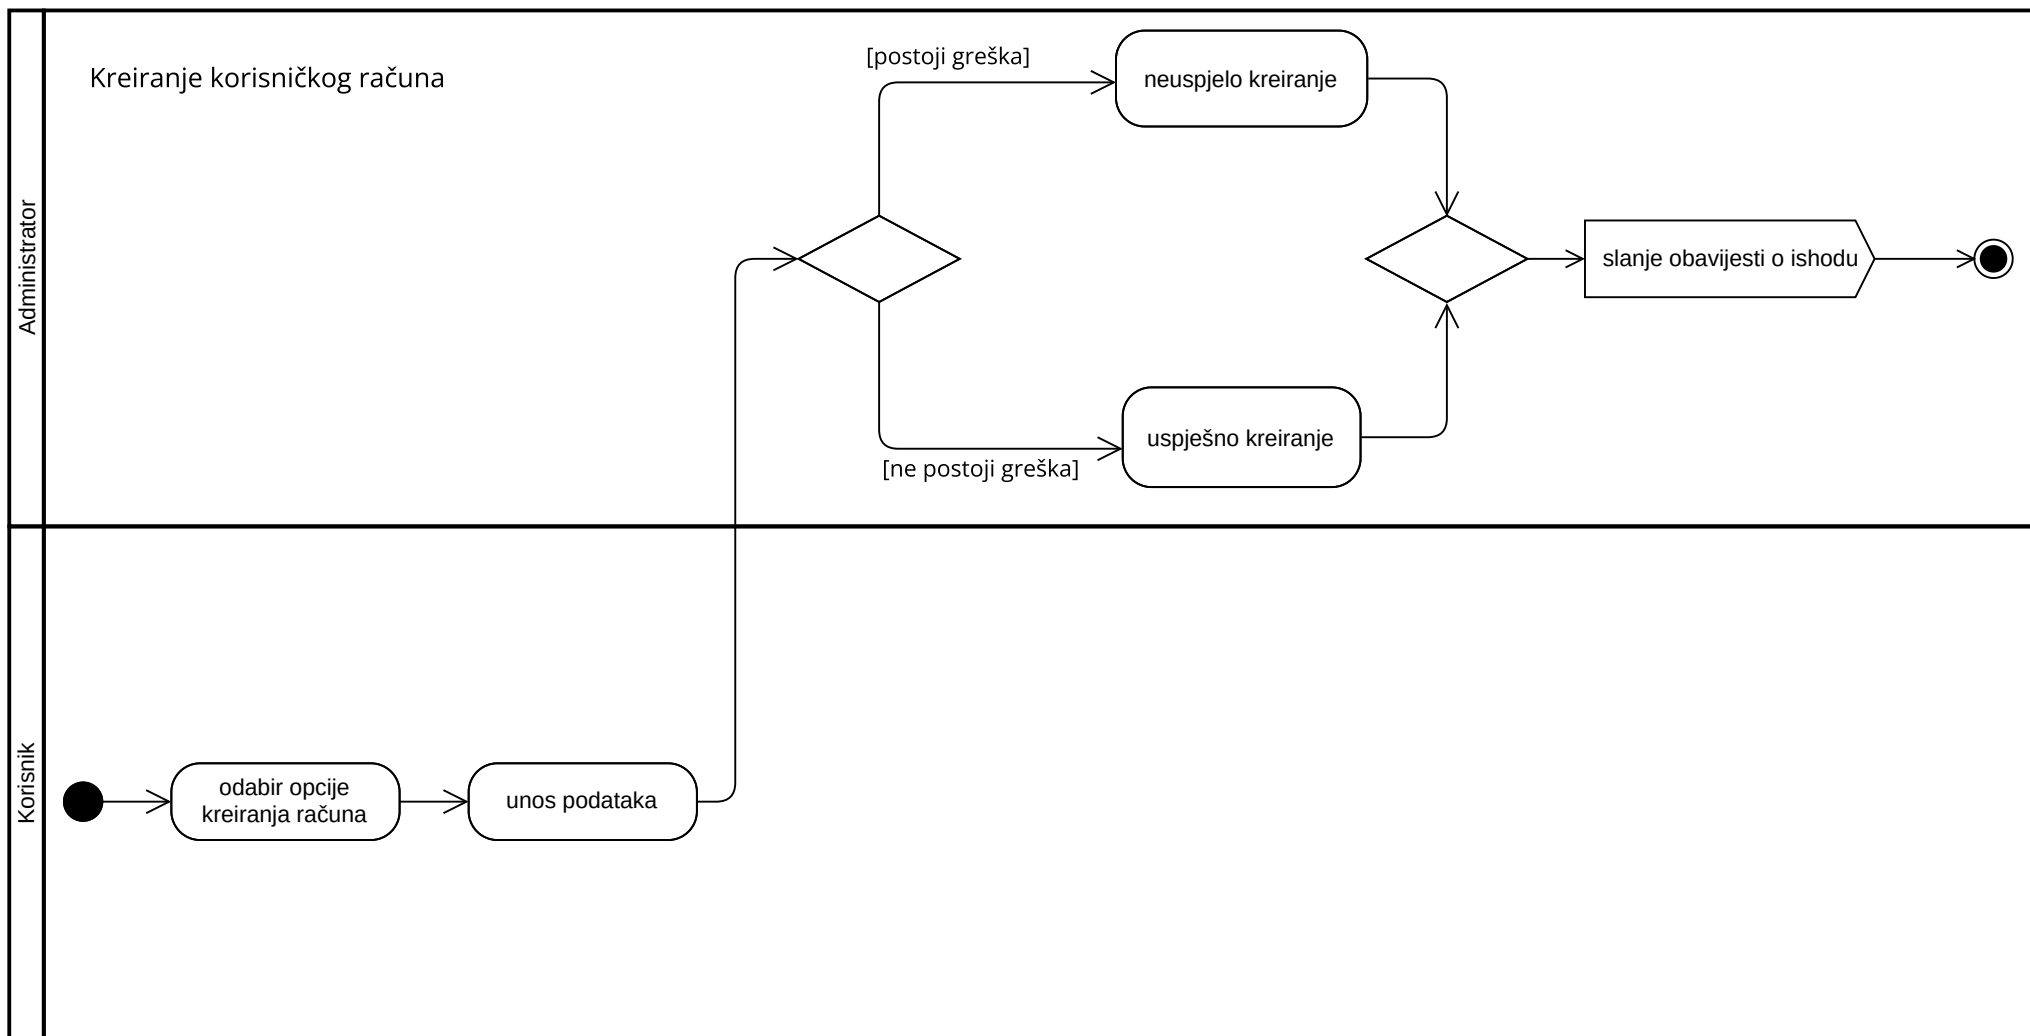 Administrator
Kreiranje korisničkog računa
[postoji greška]
neuspjelo kreiranje
slanje obavijesti o ishodu
uspješno kreiranje
[ne postoji greška]
Korisnik
odabir opcije
kreiranja računa
unos podataka